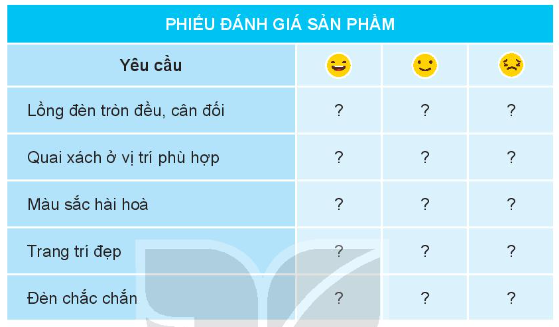 PHIẾU ĐÁNH GIÁ SẢN PHẨM
Yêu cầu
Lồng đèn tròn đều, cân đối ? ? ?
Quai xách ở vị trí phù hợp ? ? ?
Màu sắc hài hoà ? ? ?
Trang trí đẹp ? ? ?
Đèn chắc chắn ? ? ?